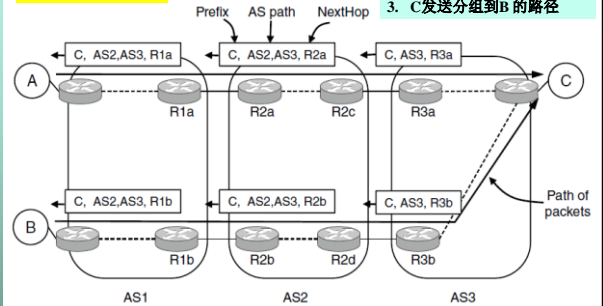 Prefix AS path NextHop
3. C发送分组到B 的路径
C, AS2,AS3, R1a
C, AS2,AS3, R2a
C, AS3, R3a
A
C
R1a
R2a
R2c
R3a
C, AS2,AS3, R1b
C, AS2,AS3, R2b
C, AS3, R3b
Path of
packets
B
R1b
R2b
R2d
R3b
AS1
AS2
AS3